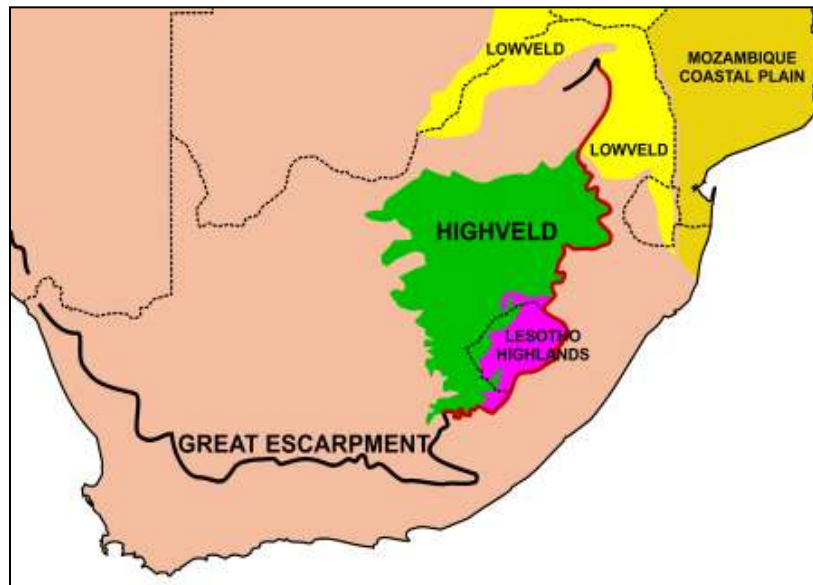 LOWVELD
MOZAMBIQUE
COASTAL PLAIN
LOWVELD
HIGHVELD
LESOTHO
HIGHLANDS
GREAT ESCARPMENT